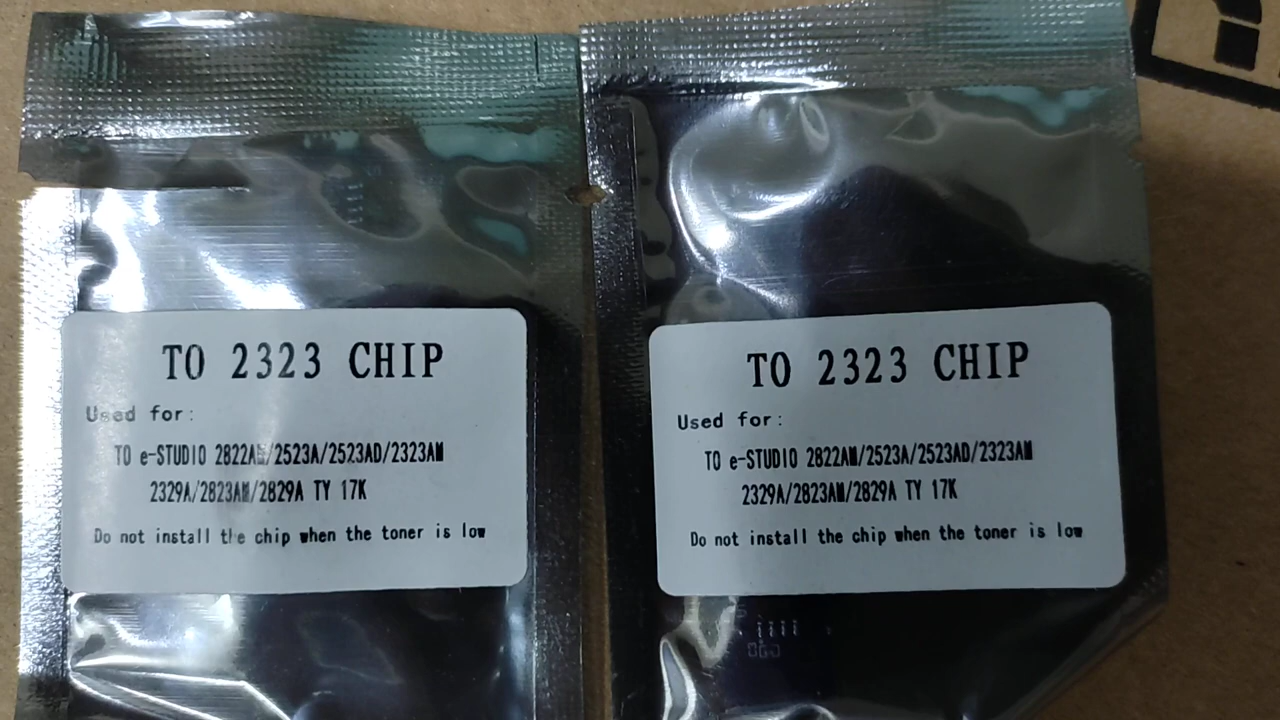 TO 2323 CHIP
Used for:
TO e-STUDIO 2822AM/2523A/2523AD/2323AM
2329A/2823AM/2829A TY 17K
Do not install the chip when the toner is low
TO 2323 CHIP
Used for:
TO e-STUDIO 2822AM/2523A/2523AD/2323AM
2329A/2823AM/2829A TY 17K
Do not install the chip when the toner is low